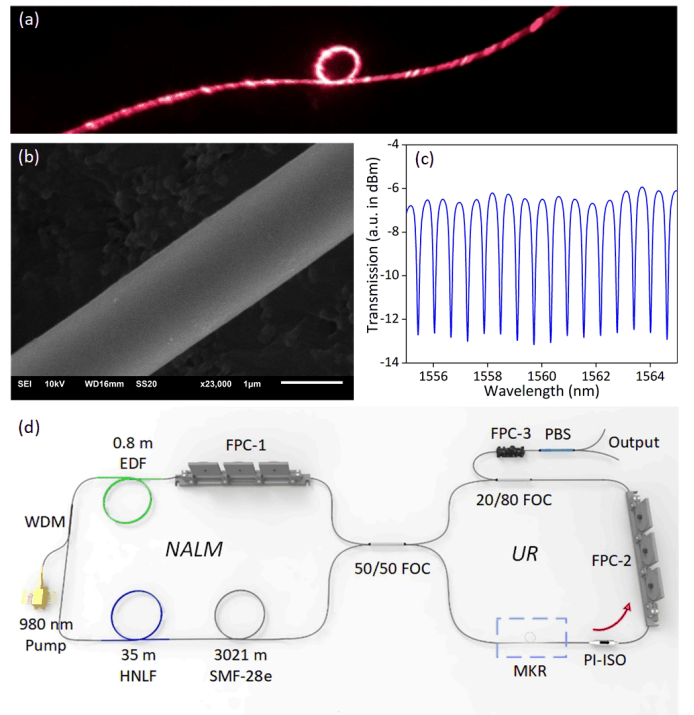 (a)
(b)
SEI 10kV WD16mm SS20 x23,000 1μm
(c)
-4
-6
-8
-10
-12
-14
Transmission (a.u. in dBm)
1556 1558 1560 1562 1564
Wavelength (nm)
(d)
0.8 m
EDF
FPC-1
FPC-3
PBS
Output
20/80 FOC
WDM
NALM
50/50 FOC
UR
FPC-2
980 nm
Pump
35 m
HNLF
3021 m
SMF-28e
MKR
PI-ISO